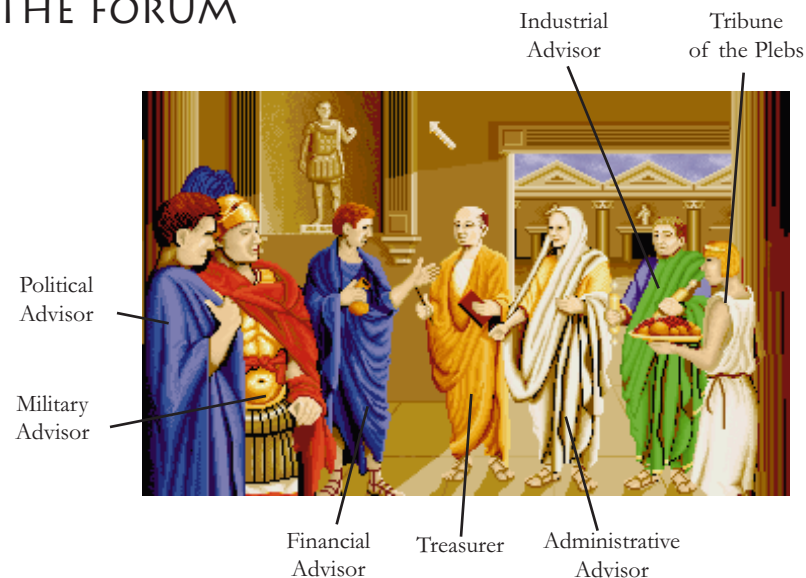 THE FORUM
Industrial
Advisor
Tribune
of the Plebs
Political
Advisor
Military
Advisor
Financial
Advisor
Treasurer
Administrative
Advisor